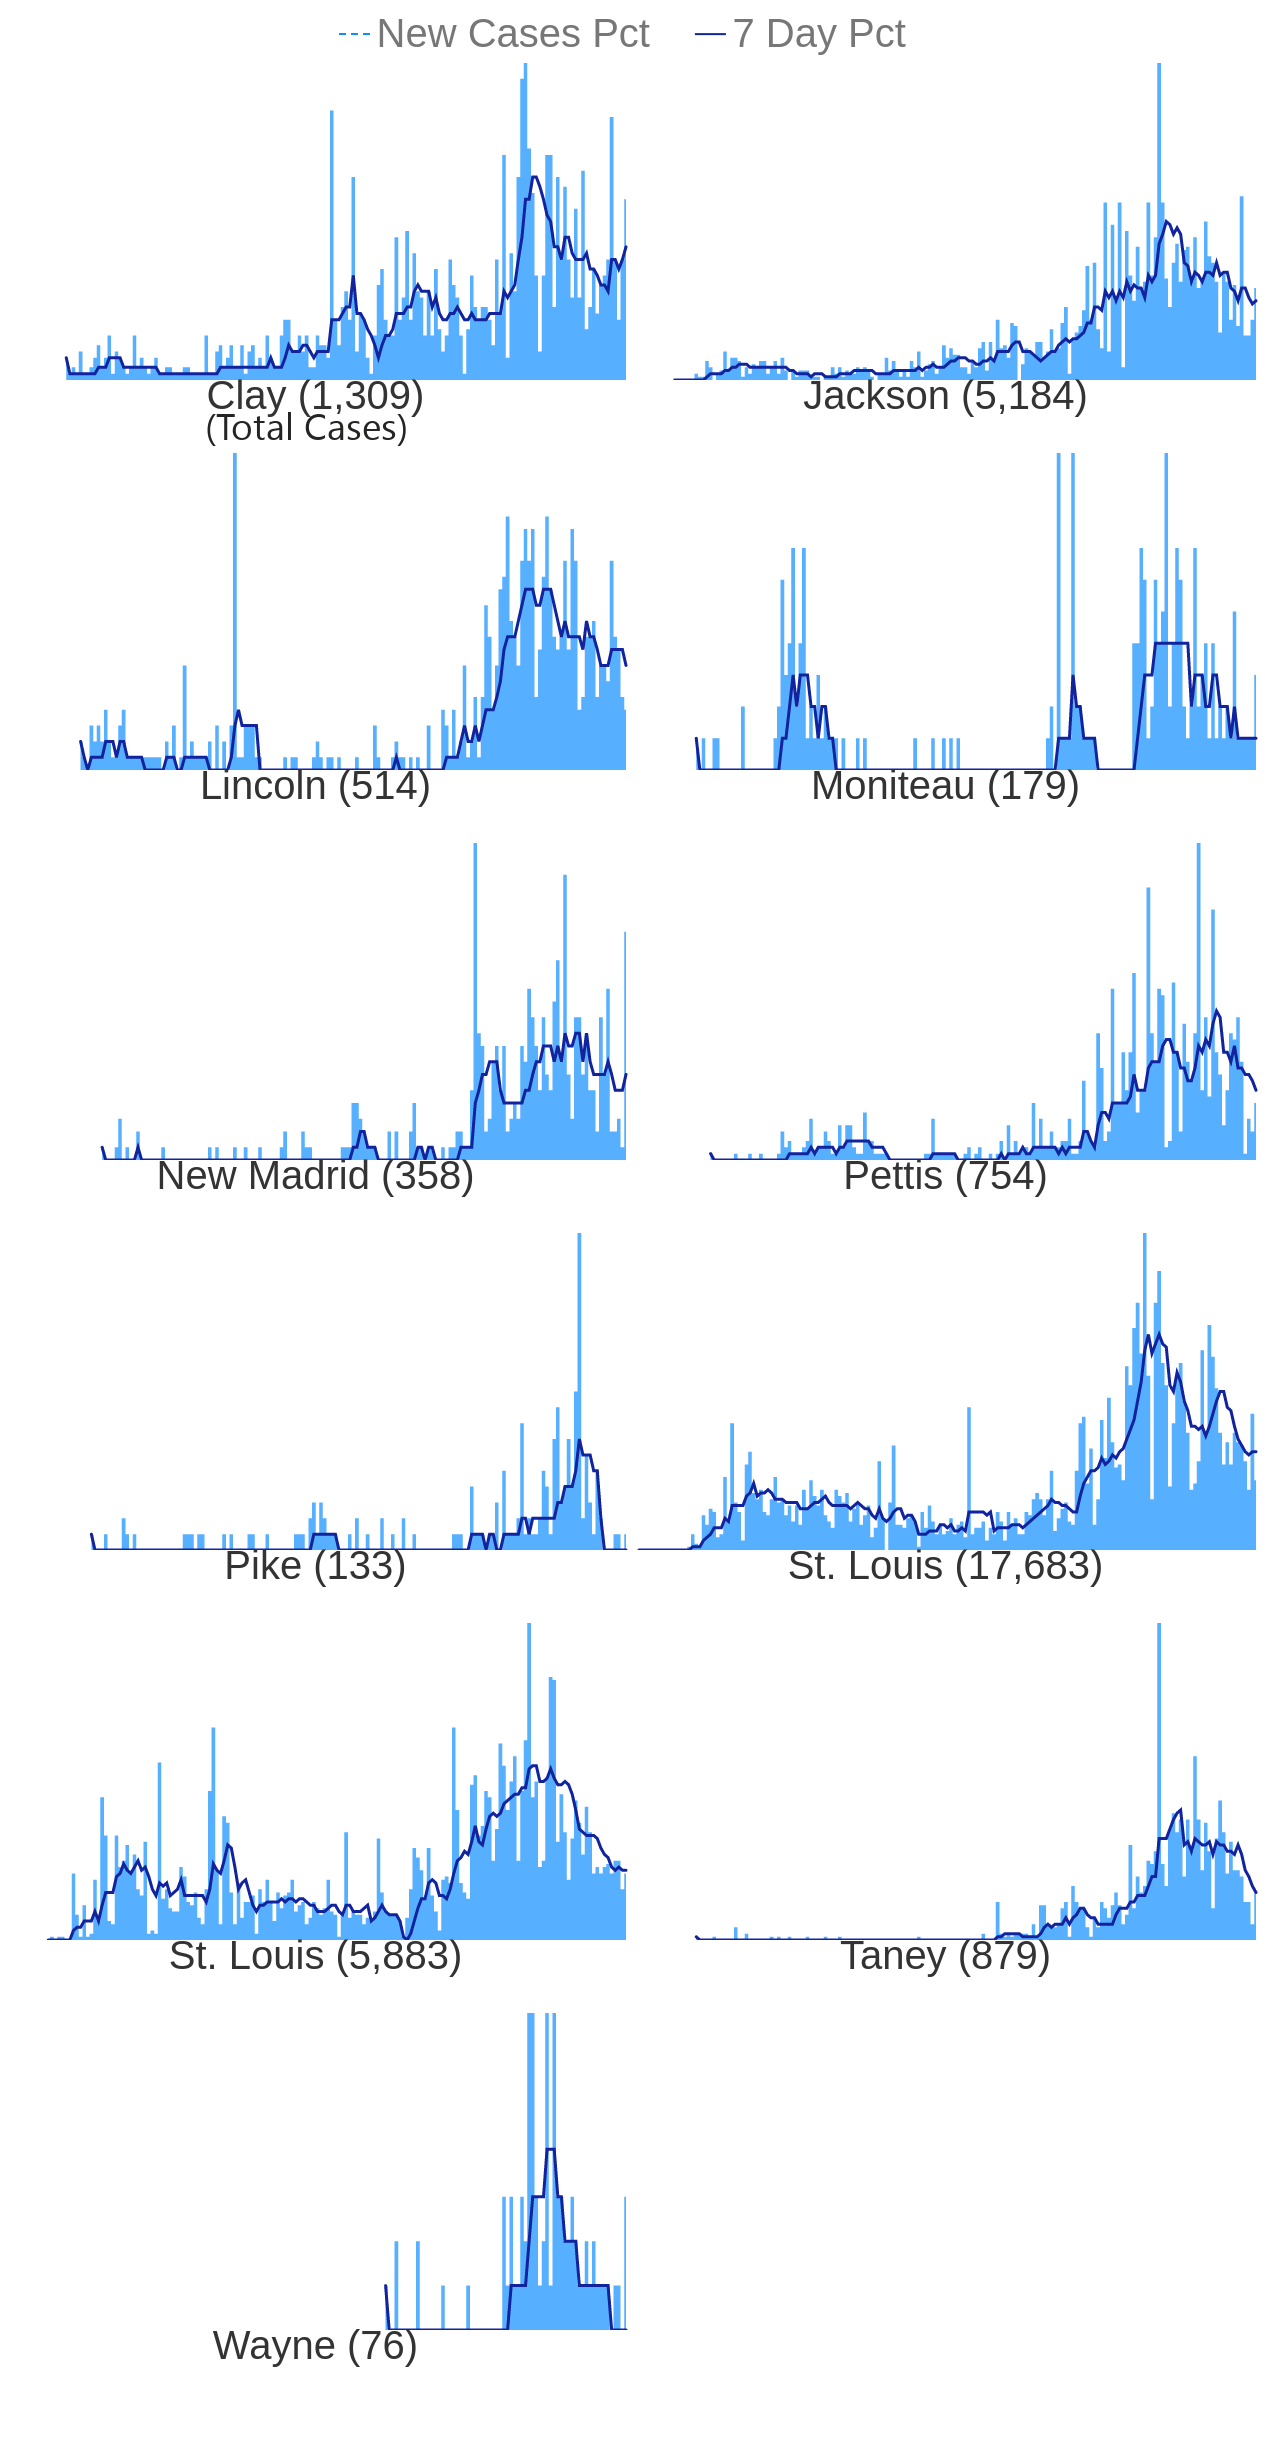 New Cases Pct 7 Day Pct
Clay (1,309) Jackson (5,184)
(Total Cases)
Lincoln (514) Moniteau (179)
New Madrid (358) Pettis (754)
Pike (133) St. Louis (17,683)
St. Louis (5,883) Taney (879)
Wayne (76)